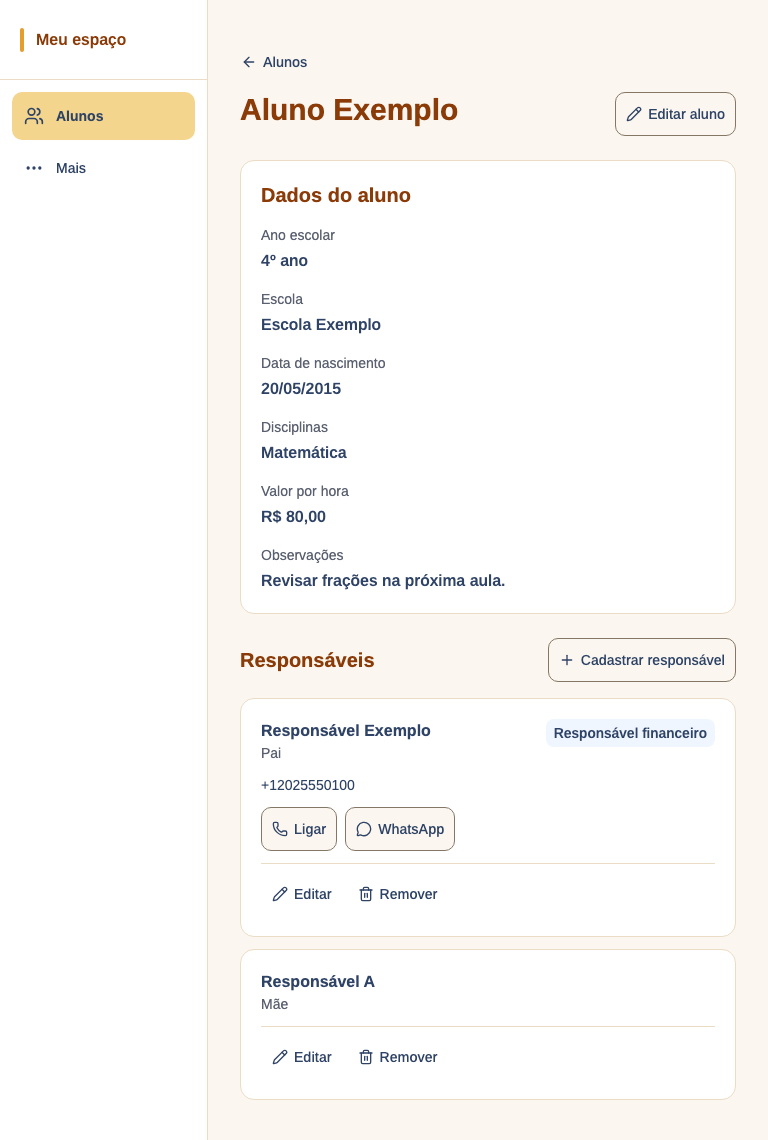 Meu espaço
Alunos
Mais
Alunos
Aluno Exemplo
Editar aluno
Dados do aluno
Ano escolar
4º ano
Escola
Escola Exemplo
Data de nascimento
20/05/2015
Disciplinas
Matemática
Valor por hora
R$ 80,00
Observações
Revisar frações na próxima aula.
Responsáveis
Cadastrar responsável
Responsável Exemplo
Responsável financeiro
Pai
+12025550100
Ligar
WhatsApp
Editar
Remover
Responsável A
Mãe
Editar
Remover